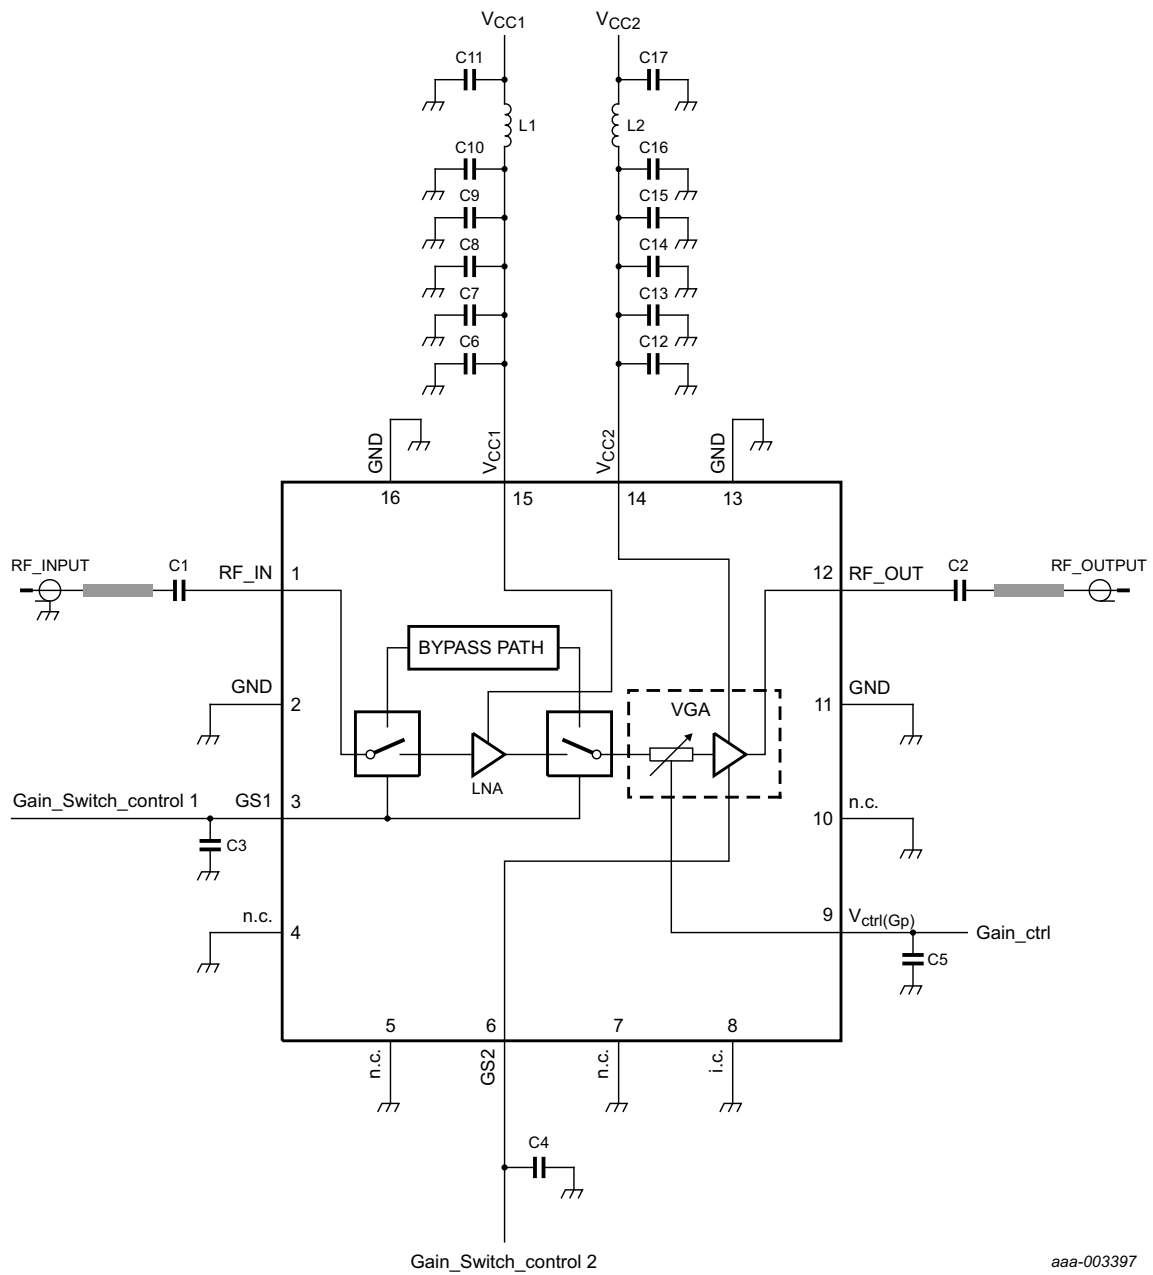 VCC1
VCC2
C11
C17
L1
L2
C10
C16
C9
C15
C8
C14
C7
C13
C6
C12
GND
VCC1
VCC2
GND
16
15
14
13
RF_INPUT
C1
RF_IN
1
12
RF_OUT
C2
RF_OUTPUT
BYPASS PATH
GND
2
11
GND
VGA
LNA
Gain_Switch_control 1
GS1
3
10
n.c.
C3
n.c.
4
9
Vctrl(Gp)
Gain_ctrl
C5
5
6
7
8
n.c.
GS2
n.c.
i.c.
C4
Gain_Switch_control 2
aaa-003397